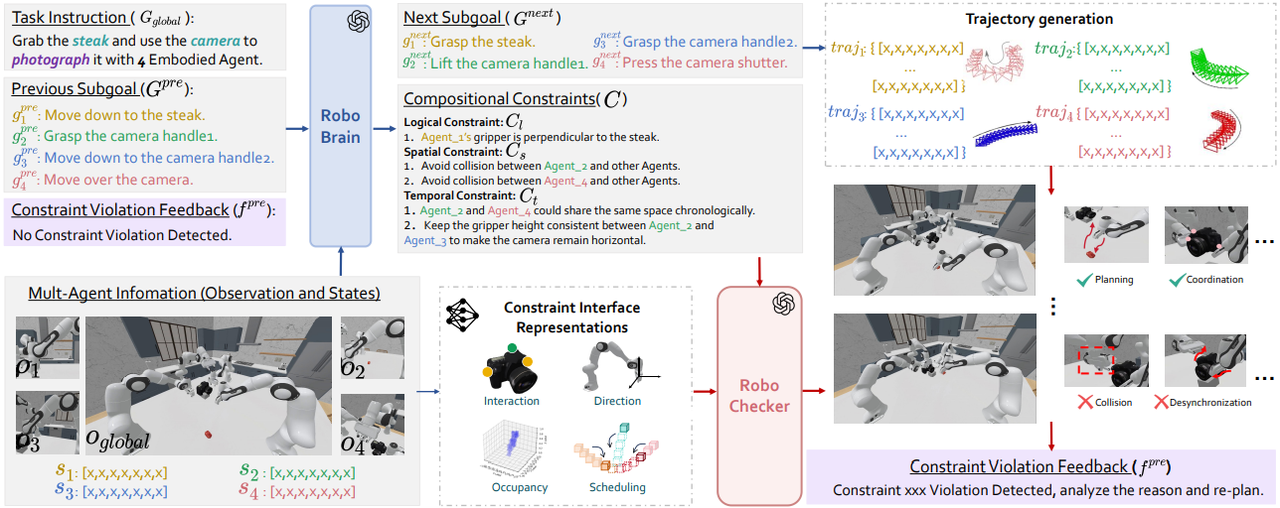 Task Instruction ( G_global ):
Grab the steak and use the camera to
photograph it with 4 Embodied Agent.
Previous Subgoal (G^pre):
g_1^pre: Move down to the steak.
g_2^pre: Grasp the camera handle1.
g_3^pre: Move down to the camera handle2.
g_4^pre: Move over the camera.
Constraint Violation Feedback (f^pre):
No Constraint Violation Detected.
Robo
Brain
Next Subgoal ( G^next )
g_1^next: Grasp the steak.
g_3^next: Grasp the camera handle2.
g_2^next: Lift the camera handle1.
g_4^next: Press the camera shutter.
Compositional Constraints( C )
Logical Constraint: C_l
1. Agent_1's gripper is perpendicular to the steak.
Spatial Constraint: C_s
1. Avoid collision between Agent_2 and other Agents.
2. Avoid collision between Agent_4 and other Agents.
Temporal Constraint: C_t
1. Agent_2 and Agent_4 could share the same space chronologically.
2. Keep the gripper height consistent between Agent_2 and
Agent_3 to make the camera remain horizontal.
Trajectory generation
traj_1: { [x,x,x,x,x,x,x]
...
[x,x,x,x,x,x,x] }
traj_2:{ [x,x,x,x,x,x,x]
...
[x,x,x,x,x,x,x] }
traj_3: { [x,x,x,x,x,x,x]
...
[x,x,x,x,x,x,x] }
traj_4{ [x,x,x,x,x,x,x]
...
[x,x,x,x,x,x,x] }
Mult-Agent Infomation (Observation and States)
o_1
o_2
o_3
o_global
o_4
s_1: [x,x,x,x,x,x,x]
s_2: [x,x,x,x,x,x,x]
s_3: [x,x,x,x,x,x,x]
s_4: [x,x,x,x,x,x,x]
Constraint Interface
Representations
Interaction
Direction
Occupancy
Scheduling
Robo
Checker
Planning
Coordination
...
Collision
Desynchronization
...
Constraint Violation Feedback (f^pre)
Constraint xxx Violation Detected, analyze the reason and re-plan.